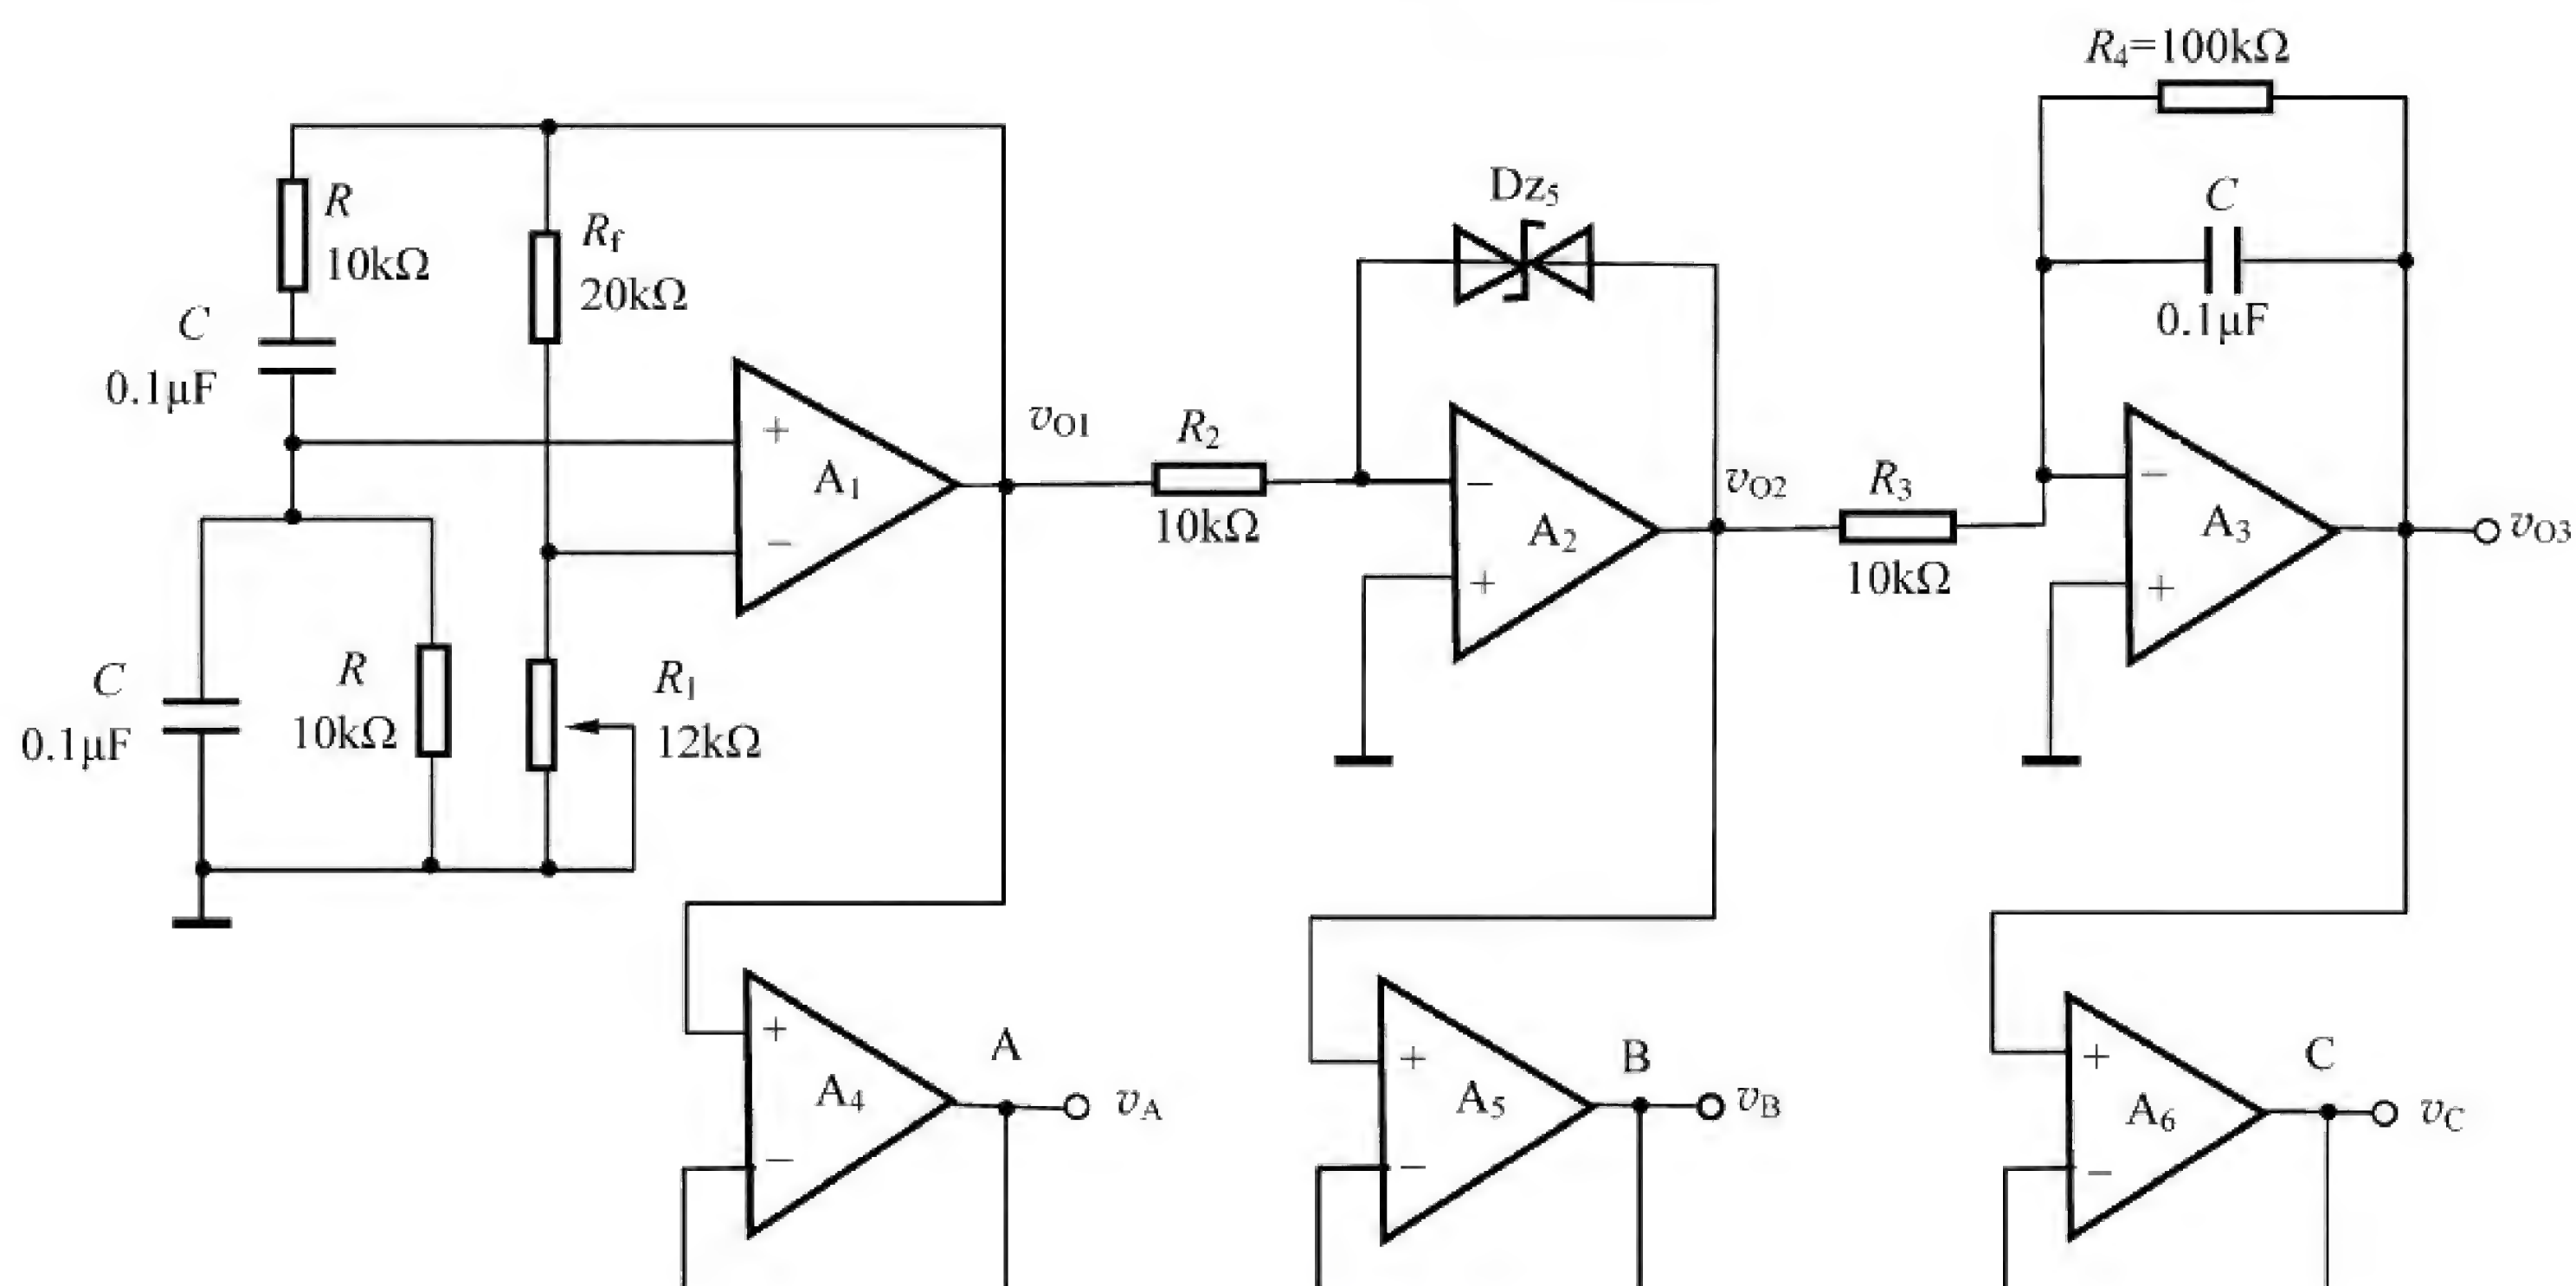 R₄=100kΩ
R
10kΩ
C
0.1μF
R_f
20kΩ
Dz₅
C
0.1μF
+
A₁
−
v_O1
R₂
10kΩ
−
A₂
+
v_O2
R₃
10kΩ
−
A₃
+
v_O3
C
0.1μF
R
10kΩ
R₁
12kΩ
+
A₄
−
A
v_A
+
A₅
−
B
v_B
+
A₆
−
C
v_C